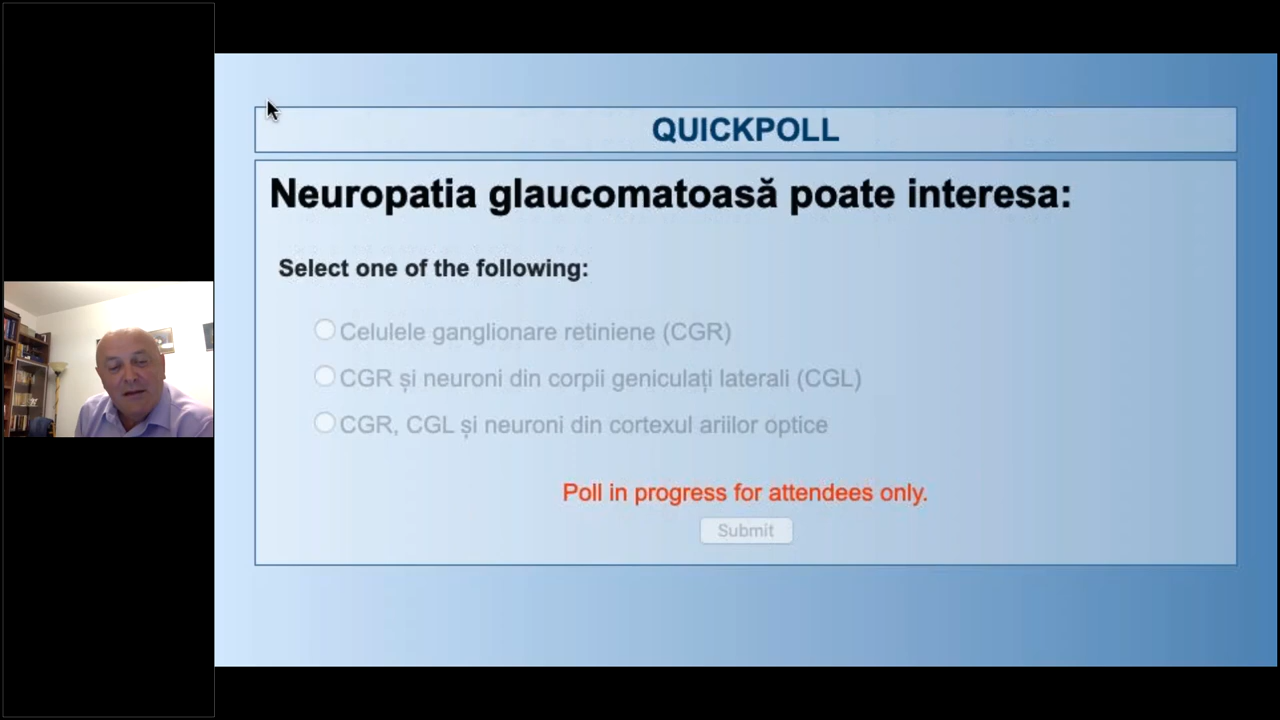 QUICKPOLL
Neuropatia glaucomatoasă poate interesa:
Select one of the following:
Celulele ganglionare retiniene (CGR)
CGR și neuroni din corpii geniculați laterali (CGL)
CGR, CGL și neuroni din cortexul ariilor optice
Poll in progress for attendees only.
Submit